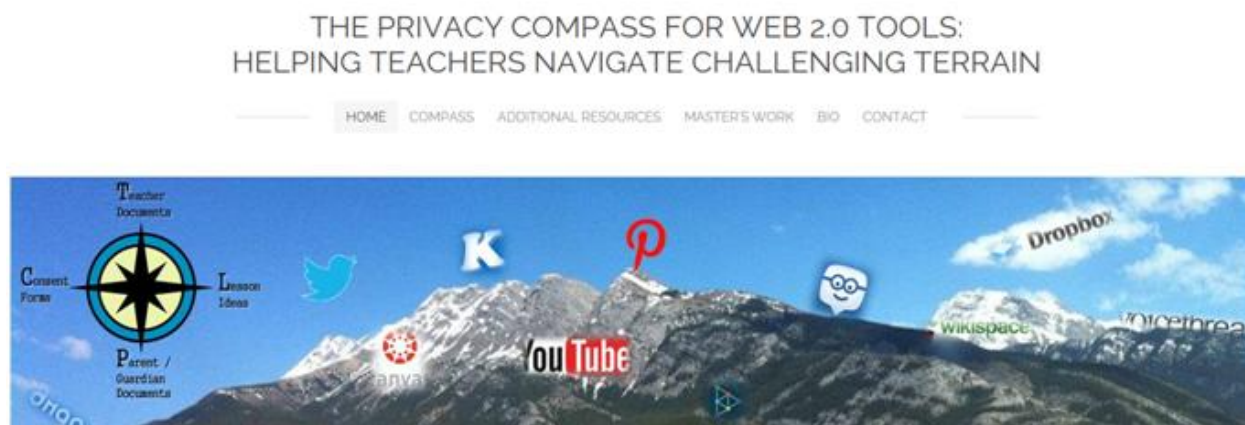 THE PRIVACY COMPASS FOR WEB 2.0 TOOLS:
HELPING TEACHERS NAVIGATE CHALLENGING TERRAIN
HOME COMPASS ADDITIONAL RESOURCES MASTER'S WORK BIO CONTACT
Teacher
Documents
Consent
Forms
Lesson
Ideas
Parent /
Guardian
Documents
K
Dropbox
wikispace
voicethrea
YouTube